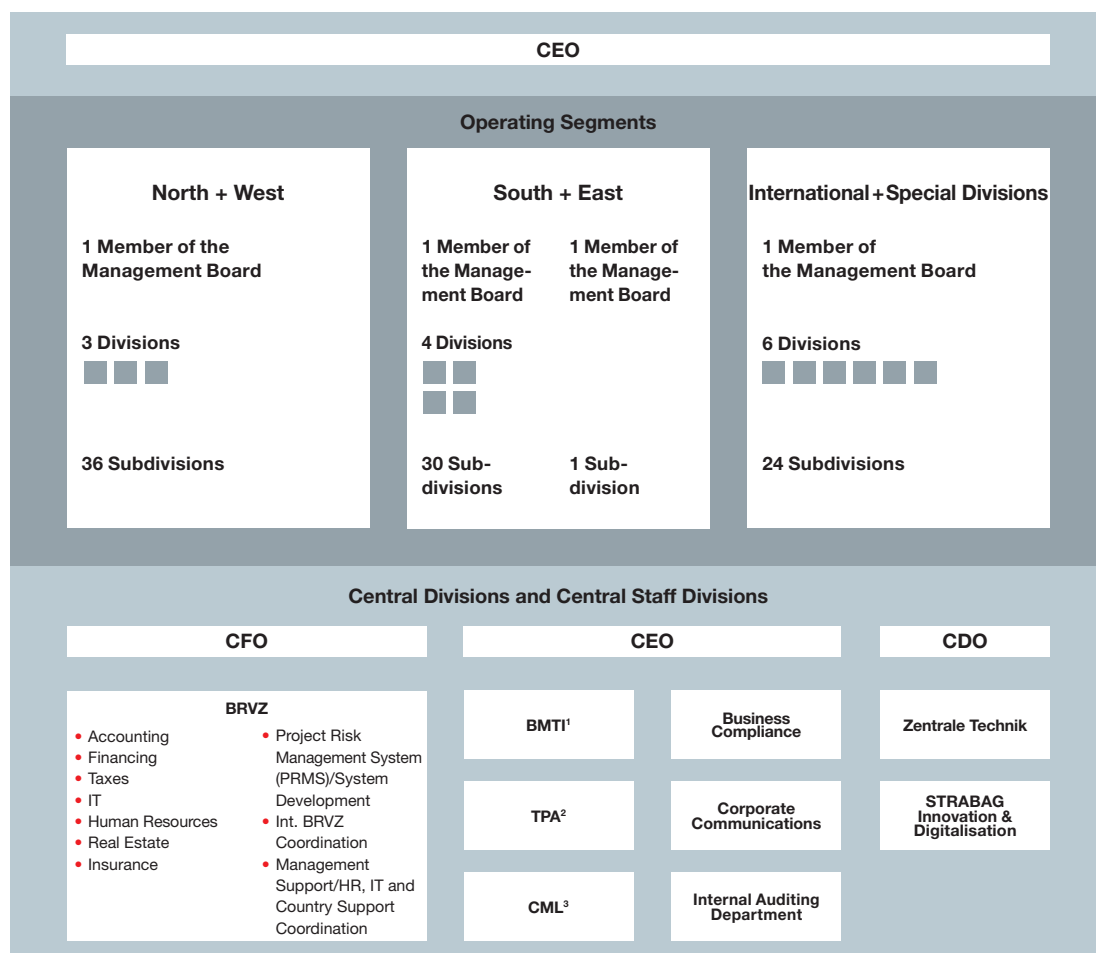 CEO
Operating Segments
North + West
1 Member of the
Management Board
3 Divisions
36 Subdivisions
South + East
1 Member of
the Manage-
ment Board
1 Member of
the Manage-
ment Board
4 Divisions
30 Sub-
divisions
1 Sub-
division
International + Special Divisions
1 Member of
the Management Board
6 Divisions
24 Subdivisions
Central Divisions and Central Staff Divisions
CFO
BRVZ
• Accounting
• Financing
• Taxes
• IT
• Human Resources
• Real Estate
• Insurance
• Project Risk
Management System
(PRMS)/System
Development
• Int. BRVZ
Coordination
• Management
Support/HR, IT and
Country Support
Coordination
CEO
BMTI¹
TPA²
CML³
Business
Compliance
Corporate
Communications
Internal Auditing
Department
CDO
Zentrale Technik
STRABAG
Innovation &
Digitalisation